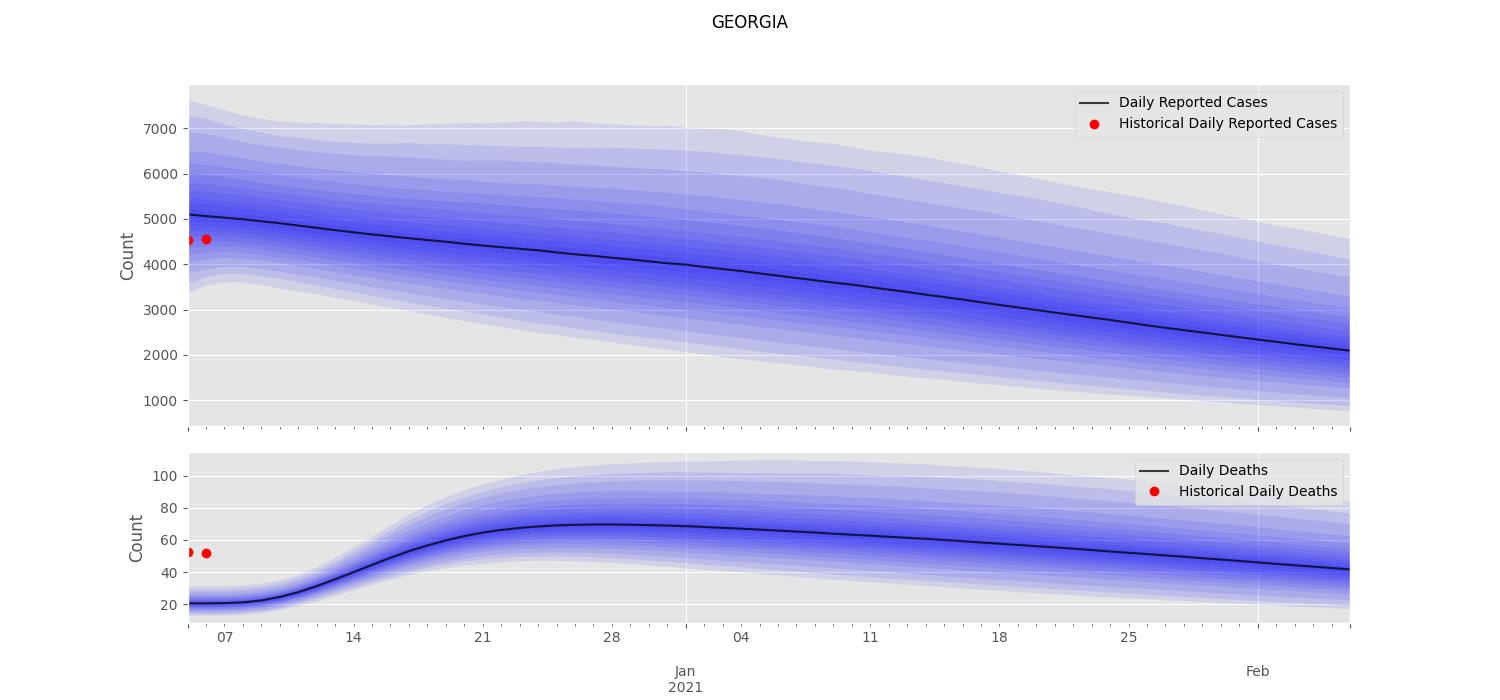 GEORGIA
Daily Reported Cases
Historical Daily Reported Cases
7000
6000
5000
4000
3000
2000
1000
Count
Daily Deaths
Historical Daily Deaths
100
80
60
40
20
Count
07 14 21 28 04 11 18 25
Jan Feb
2021